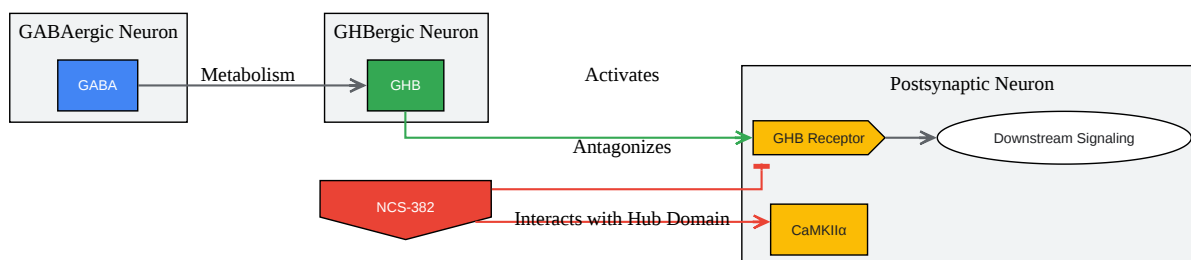 GABAergic Neuron
GHBergic Neuron
GABA
Metabolism
GHB
Activates
Postsynaptic Neuron
GHB Receptor
Downstream Signaling
Antagonizes
NCS-382
Interacts with Hub Domain
CaMKIIα